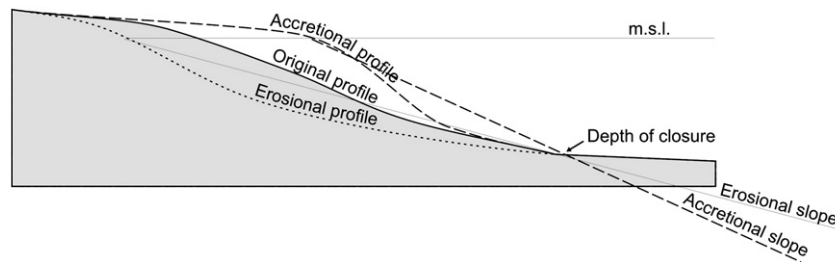 Accretional profile
m.s.l.
Original profile
Erosional profile
Depth of closure
Erosional slope
Accretional slope